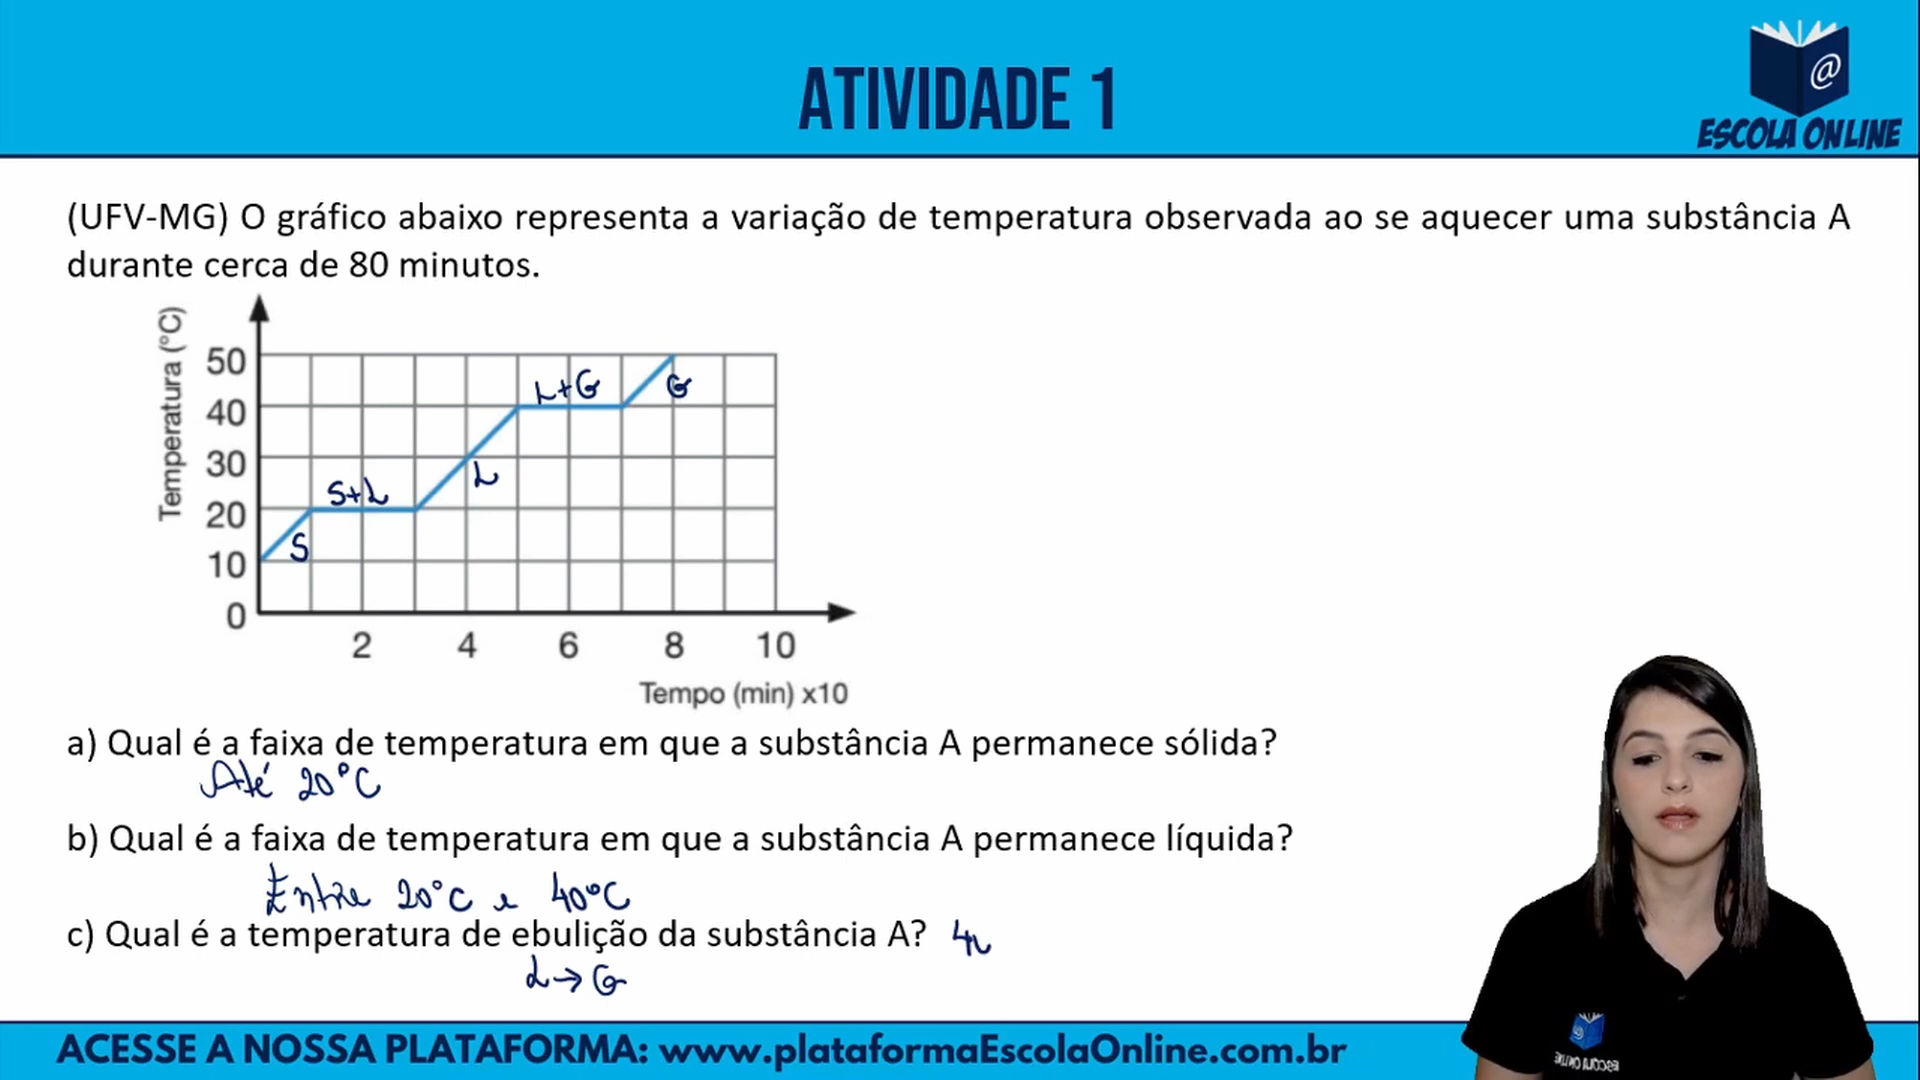 ATIVIDADE 1
@
ESCOLA ONLINE
(UFV-MG) O gráfico abaixo representa a variação de temperatura observada ao se aquecer uma substância A
durante cerca de 80 minutos.
Temperatura (°C)
50
40
30
20
10
0
L+G
G
L
S+L
S
2 4 6 8 10
Tempo (min) x10
a) Qual é a faixa de temperatura em que a substância A permanece sólida?
Até 20°C
b) Qual é a faixa de temperatura em que a substância A permanece líquida?
Entre 20°C e 40°C
c) Qual é a temperatura de ebulição da substância A? 4
L→G
ACESSE A NOSSA PLATAFORMA: www.plataformaEscolaOnline.com.br